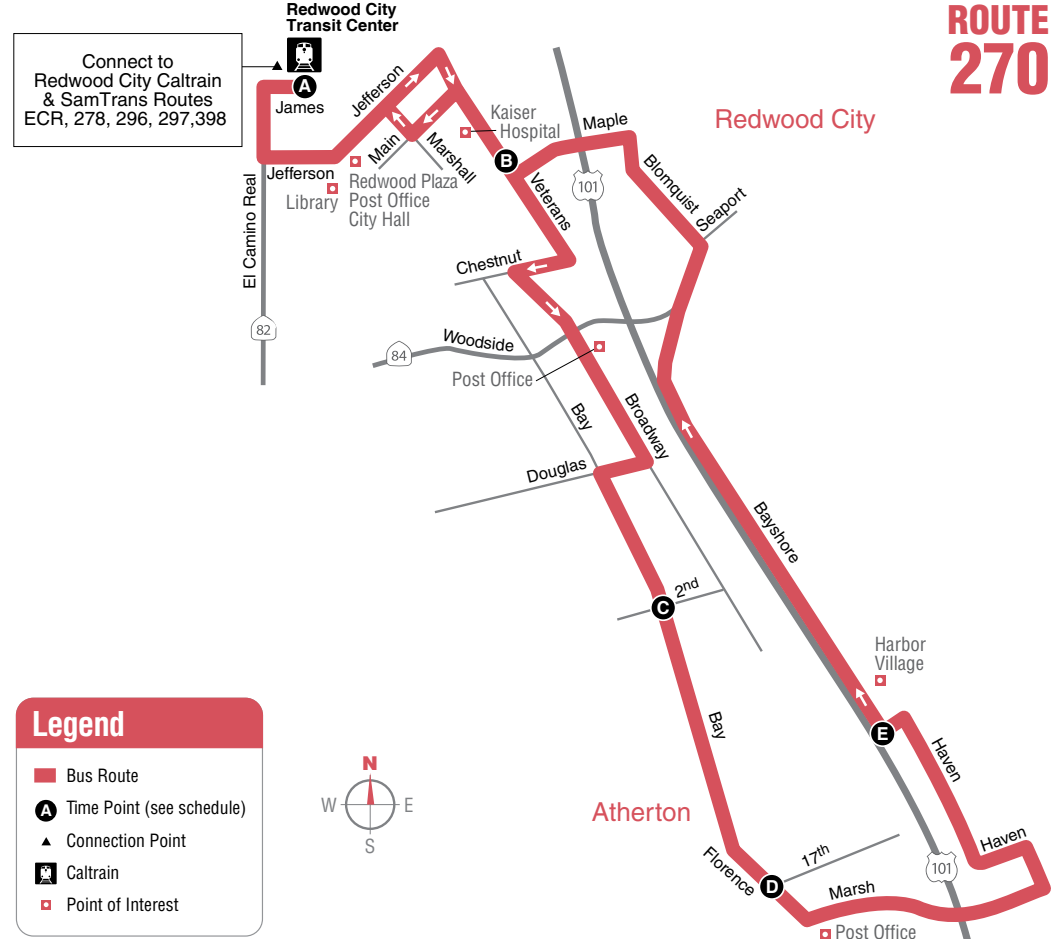 Redwood City
Transit Center
ROUTE
270
Connect to
Redwood City Caltrain
& SamTrans Routes
ECR, 278, 296, 297,398
A
James
Jefferson
Kaiser
Hospital
Maple
Redwood City
Main
Marshall
B
Jefferson
Library
Redwood Plaza
Post Office
City Hall
Veterans
101
Blomquist
Seaport
El Camino Real
Chestnut
82
Woodside
84
Post Office
Bay
Broadway
Douglas
Bayshore
2nd
C
Harbor
Village
Bay
E
Haven
Legend
Bus Route
A
Time Point (see schedule)
Connection Point
Caltrain
Point of Interest
N
W
E
S
Atherton
Haven
17th
Florence
D
Marsh
101
Post Office